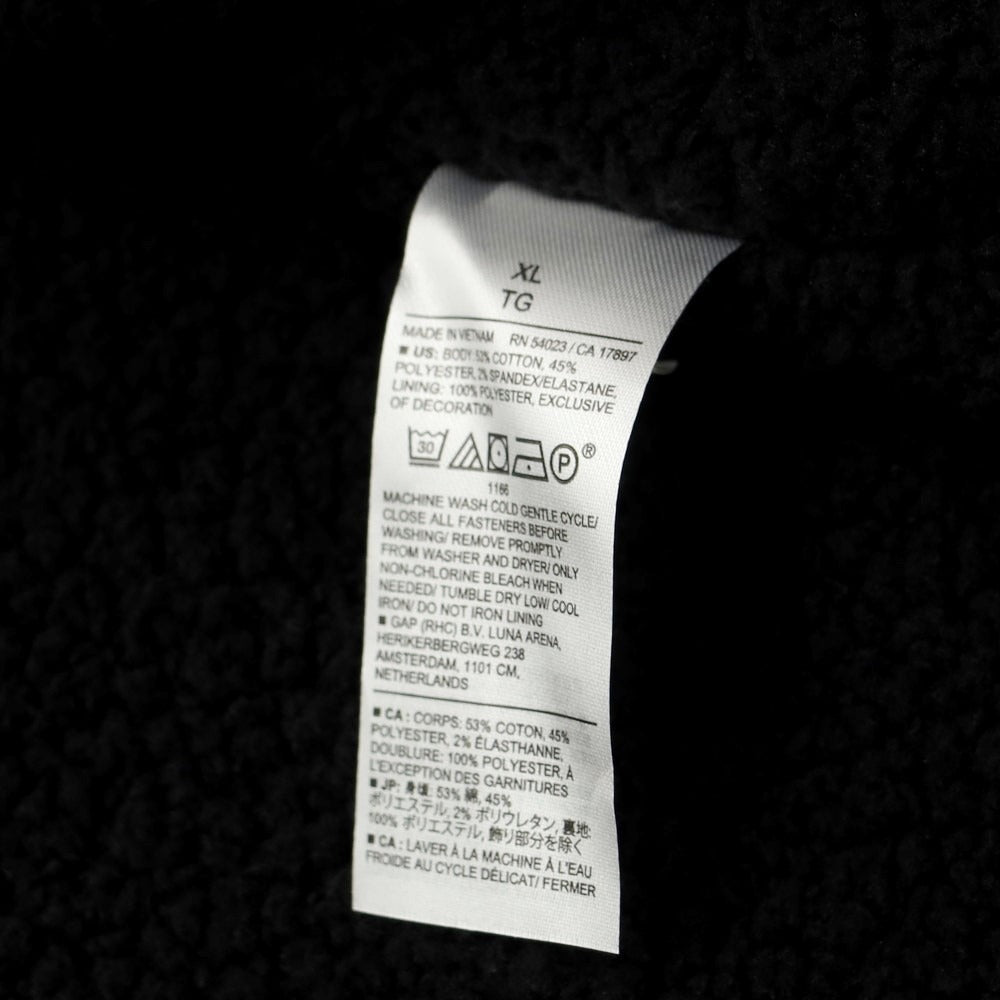 XL
TG
MADE IN VIETNAM RN 54023 / CA 17897
■ US: BODY: 53% COTTON, 45%
POLYESTER, 2% SPANDEX/ELASTANE,
LINING: 100% POLYESTER, EXCLUSIVE
OF DECORATION
30 P ®
1166
MACHINE WASH COLD GENTLE CYCLE/
CLOSE ALL FASTENERS BEFORE
WASHING/ REMOVE PROMPTLY
FROM WASHER AND DRYER/ ONLY
NON-CHLORINE BLEACH WHEN
NEEDED/ TUMBLE DRY LOW/ COOL
IRON/ DO NOT IRON LINING
■ GAP (RHC) B.V. LUNA ARENA,
HERIKERBERGWEG 238
AMSTERDAM, 1101 CM,
NETHERLANDS
■ CA : CORPS: 53% COTON, 45%
POLYESTER, 2% ÉLASTHANNE,
DOUBLURE: 100% POLYESTER, À
L'EXCEPTION DES GARNITURES
■ JP: 身頃: 53% 綿, 45%
ポリエステル, 2% ポリウレタン, 裏地:
100% ポリエステル, 飾り部分を除く
■ CA : LAVER À LA MACHINE À L'EAU
FROIDE AU CYCLE DÉLICAT/ FERMER